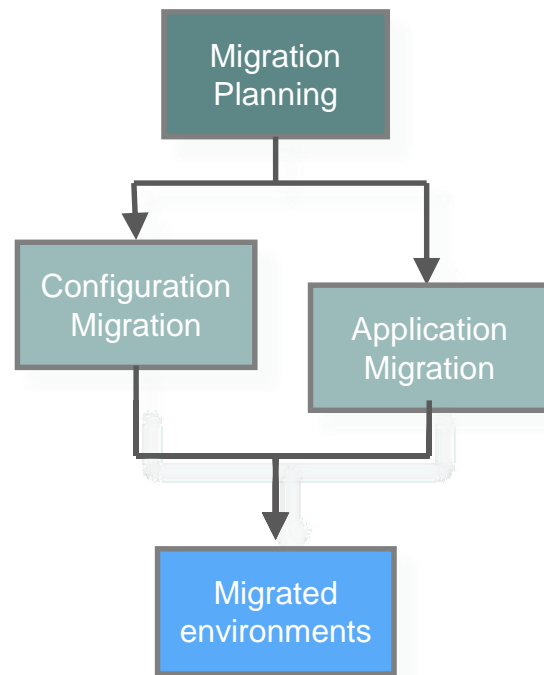 Migration
Planning
Configuration
Migration
Application
Migration
Migrated
environments